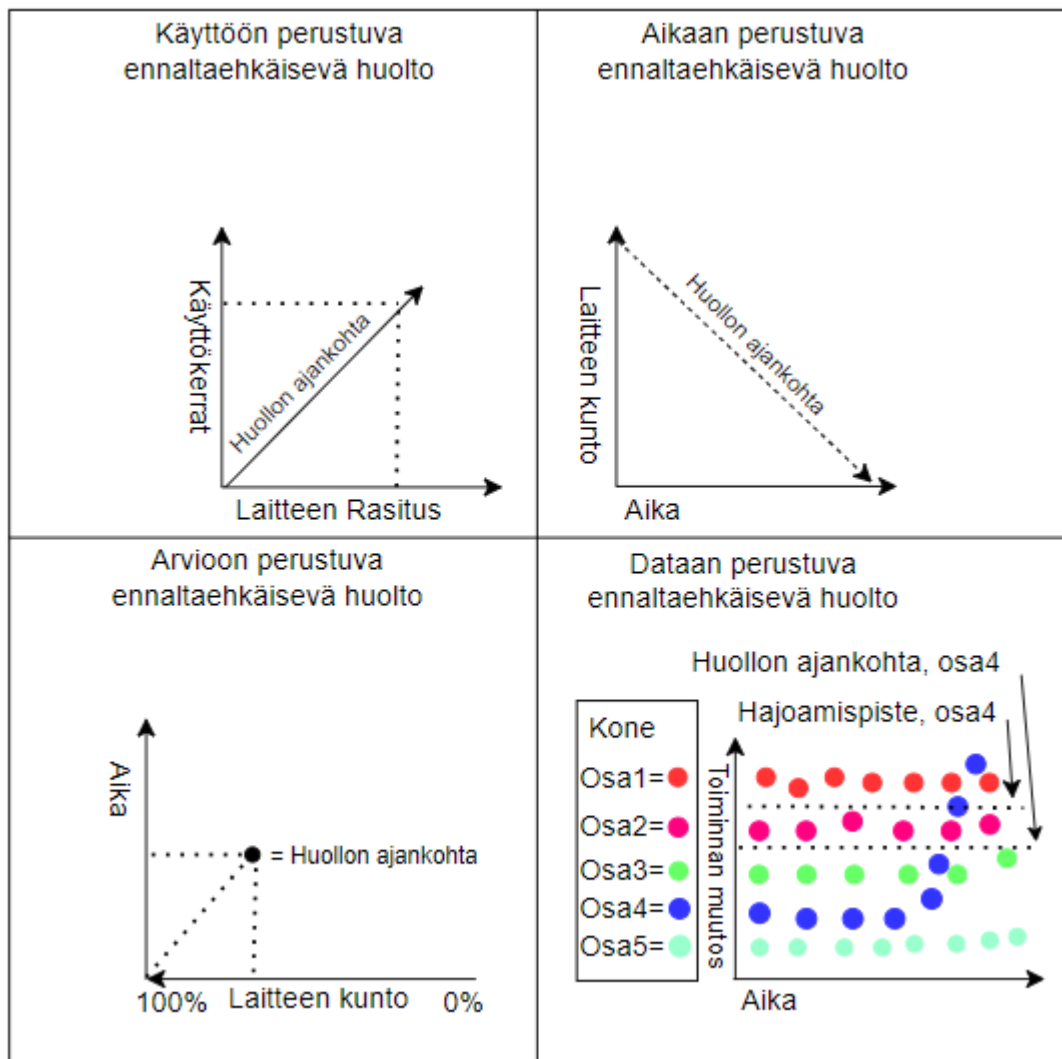 Käyttöön perustuva
ennaltaehkäisevä huolto
Käyttökerrat
Huollon ajankohta
Laitteen Rasitus
Aikaan perustuva
ennaltaehkäisevä huolto
Laitteen kunto
Huollon ajankohta
Aika
Arvioon perustuva
ennaltaehkäisevä huolto
Aika
= Huollon ajankohta
100%
Laitteen kunto
0%
Dataan perustuva
ennaltaehkäisevä huolto
Huollon ajankohta, osa4
Hajoamispiste, osa4
Kone
Osa1=
Osa2=
Osa3=
Osa4=
Osa5=
Toiminnan muutos
Aika